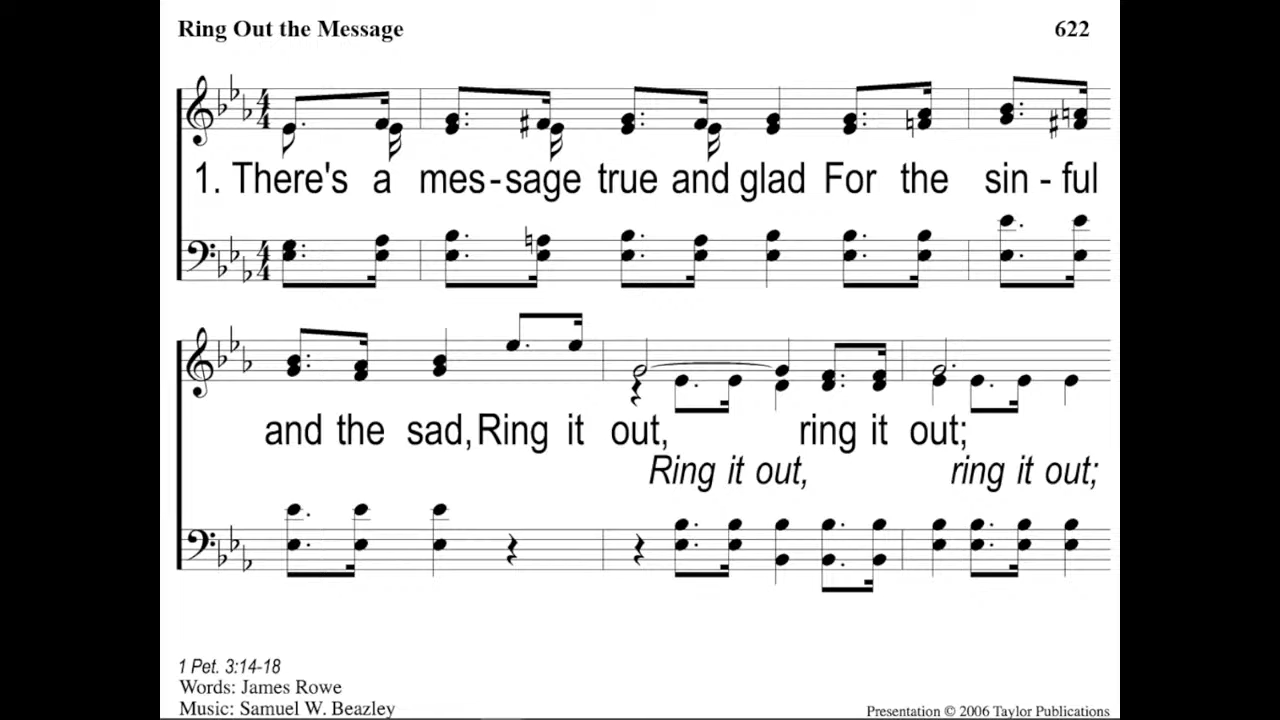 Ring Out the Message 622
1. There's a mes-sage true and glad For the sin - ful
and the sad, Ring it out, ring it out;
Ring it out, ring it out;
1 Pet. 3:14-18
Words: James Rowe
Music: Samuel W. Beazley
Presentation © 2006 Taylor Publications